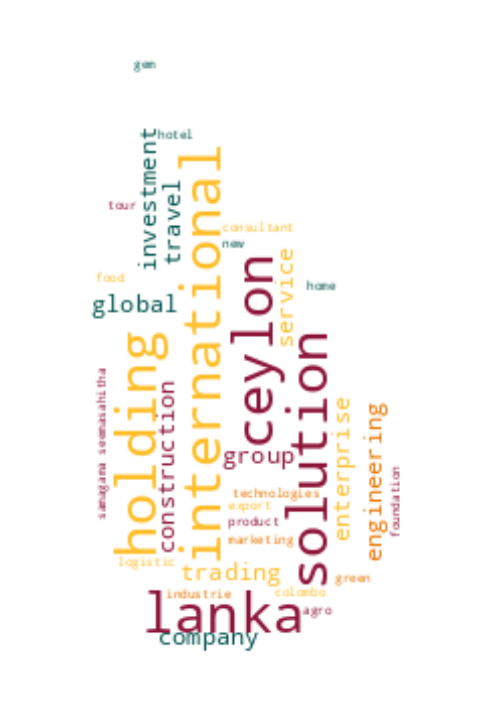 gem
hotel
investment
travel
international
tour
consultant
new
service
ceylon
food
home
global
holding
solution
samagama seemasahitha
construction
enterprise
engineering
group
foundation
technologies
export
product
marketing
logistic
trading
green
industrie
colombo
lanka
agro
company